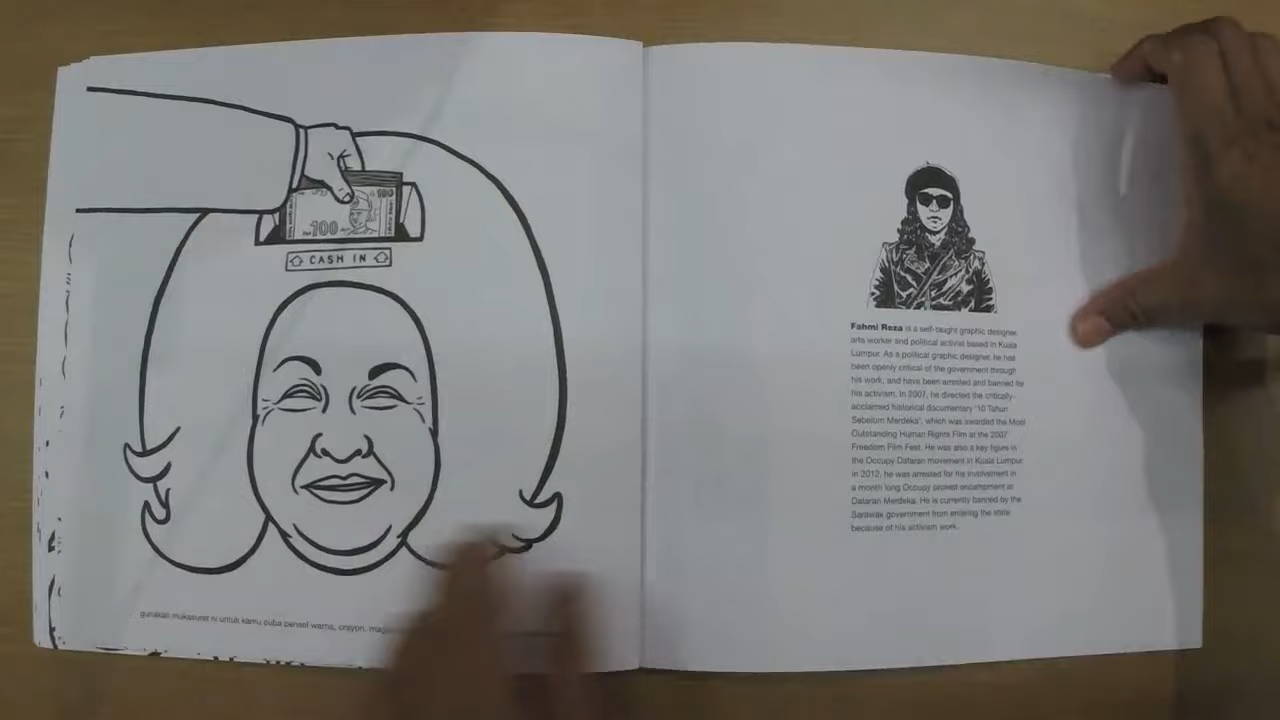 100
100
CASH IN
gunakan mukasurat ni untuk kamu cuba pensel warna, crayon,
Fahmi Reza is a self-taught graphic designer,
arts worker and political activist based in Kuala
Lumpur. As a political graphic designer, he has
been openly critical of the government through
his work, and have been arrested and banned for
his activism. In 2007, he directed the critically-
acclaimed historical documentary '10 Tahun
Sebelum Merdeka', which was awarded the Most
Outstanding Human Rights Film at the 2007
Freedom Film Fest. He was also a key figure in
the Occupy Dataran movement in Kuala Lumpur.
In 2012, he was arrested for his involvement in
a month long Occupy protest encampment at
Dataran Merdeka. He is currently banned by the
Sarawak government from entering the state
because of his activism work.